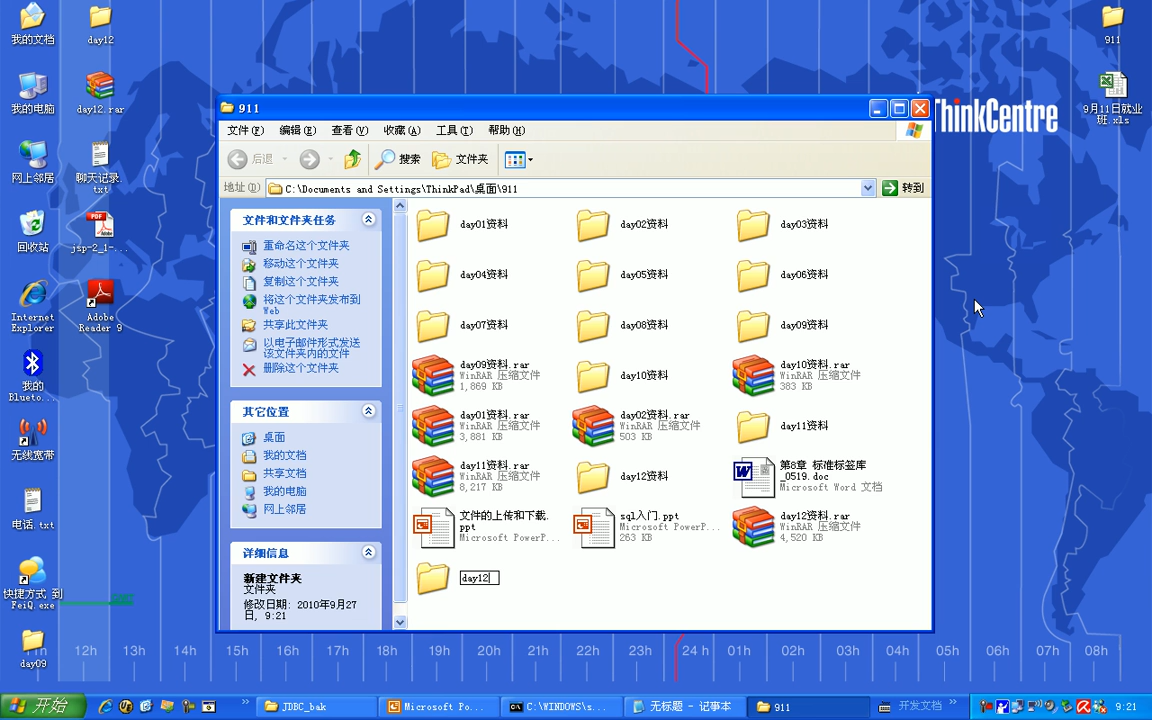 我的文档
day12
911
我的电脑
day12.rar
9月11日就业
班.xls
网上邻居
聊天记录.
txt
回收站
jsp-2_1-...
Internet
Explorer
Adobe
Reader 9
我的
Blueto...
无线宽带
电话.txt
快捷方式 到
FeiQ.exe
day09
ThinkCentre
911
文件(F) 编辑(E) 查看(V) 收藏(A) 工具(T) 帮助(H)
后退 搜索 文件夹
地址(D) C:\Documents and Settings\ThinkPad\桌面\911 转到
文件和文件夹任务
重命名这个文件夹
移动这个文件夹
复制这个文件夹
将这个文件夹发布到
Web
共享此文件夹
以电子邮件形式发送
该文件夹内的文件
删除这个文件夹
其它位置
桌面
我的文档
共享文档
我的电脑
网上邻居
详细信息
新建文件夹
文件夹
修改日期: 2010年9月27
日, 9:21
day01资料 day02资料 day03资料
day04资料 day05资料 day06资料
day07资料 day08资料 day09资料
day09资料.rar
WinRAR 压缩文件
1,869 KB
day10资料
day10资料.rar
WinRAR 压缩文件
383 KB
day01资料.rar
WinRAR 压缩文件
3,881 KB
day02资料.rar
WinRAR 压缩文件
503 KB
day11资料
day11资料.rar
WinRAR 压缩文件
8,217 KB
day12资料
第8章 标准标签库
_0519.doc
Microsoft Word 文档
文件的上传和下载.
ppt
Microsoft PowerP...
sql入门.ppt
Microsoft PowerP...
263 KB
day12资料.rar
WinRAR 压缩文件
4,520 KB
day12
11h 12h 13h 14h 15h 16h 17h 18h 19h 20h 21h 22h 23h 24 h 01h 02h 03h 04h 05h 06h 07h 08h
开始 JDBC_bak Microsoft Po... C:\WINDOWS\s... 无标题 - 记事本 911 开发文档 9:21